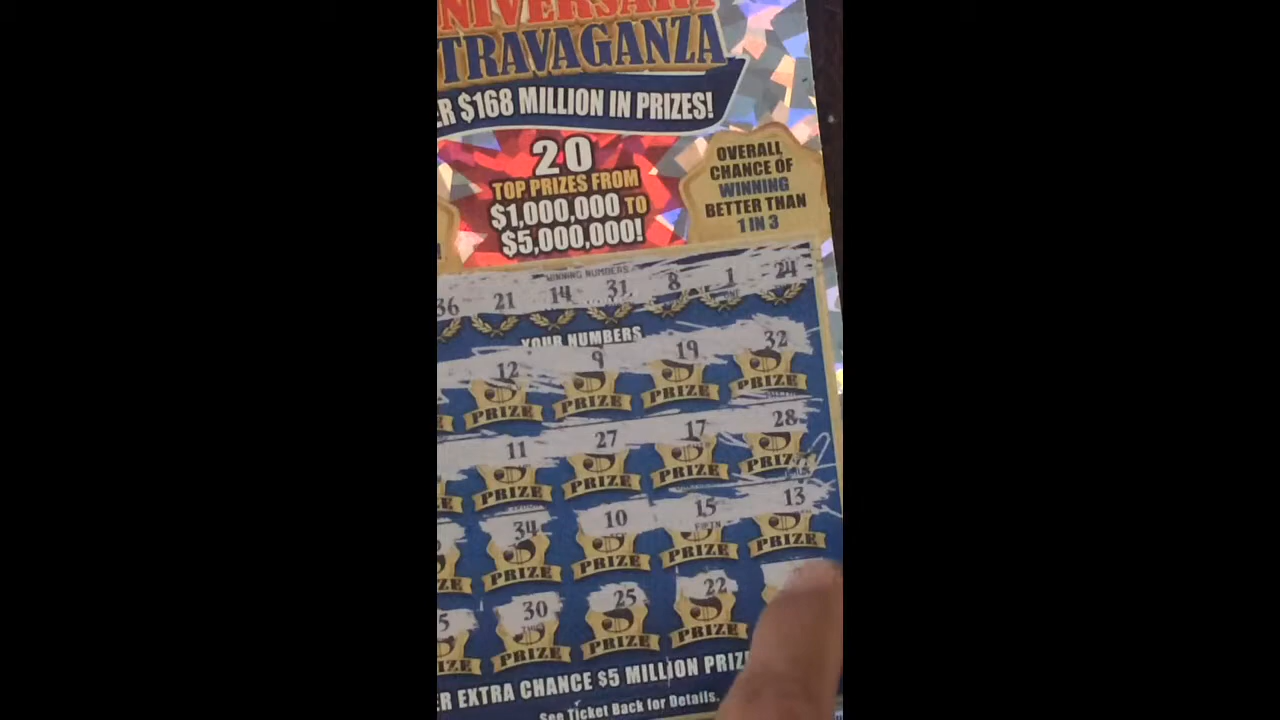 TRAVAGANZA
$168 MILLION IN PRIZES!
20
TOP PRIZES FROM
$1,000,000 TO
$5,000,000!
OVERALL
CHANCE OF
WINNING
BETTER THAN
1 IN 3
WINNING NUMBERS
36 21 14 31 8 1 24
YOUR NUMBERS
12 9 19 32
PRIZE PRIZE PRIZE PRIZE
11 27 17 28
PRIZE PRIZE PRIZE PRIZE
34 10 15 13
PRIZE PRIZE PRIZE PRIZE
30 25 22
PRIZE PRIZE PRIZE
EXTRA CHANCE $5 MILLION
See Ticket Back for Details.